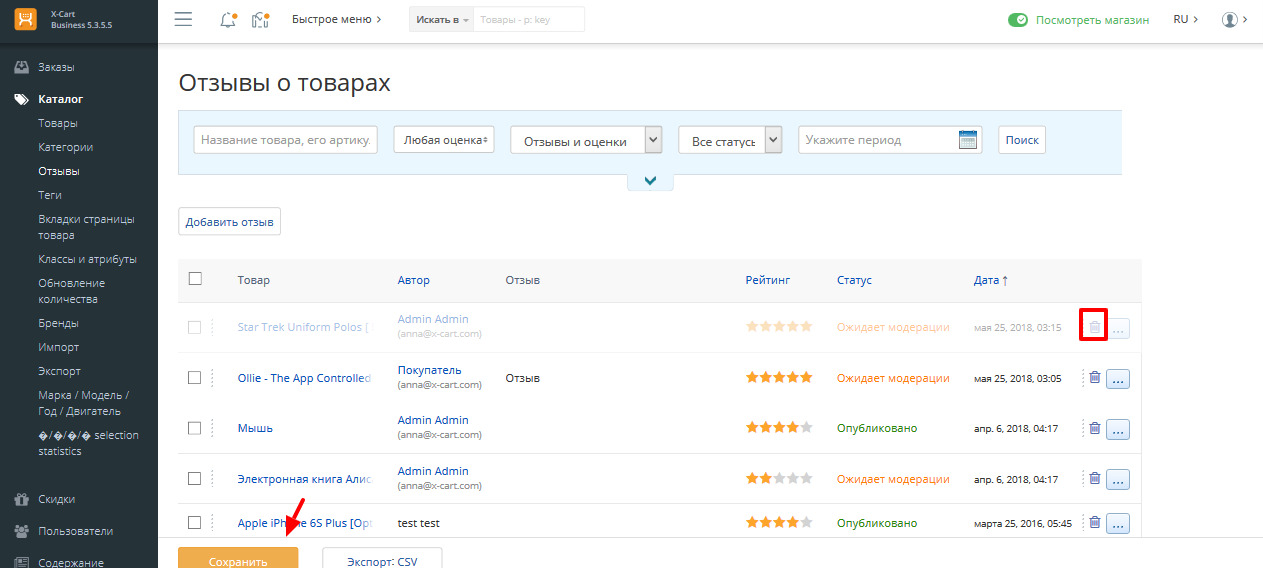 X-Cart
Business 5.3.5.5
Быстрое меню
Искать в
Товары - p: key
Посмотреть магазин
RU
Заказы
Каталог
Товары
Категории
Отзывы
Теги
Вкладки страницы
товара
Классы и атрибуты
Обновление
количества
Бренды
Импорт
Экспорт
Марка / Модель /
Год / Двигатель
�/�/�/� selection
statistics
Скидки
Пользователи
Содержание
Отзывы о товарах
Название товара, его артикул.
Любая оценка
Отзывы и оценки
Все статусы
Укажите период
Поиск
Добавить отзыв
Товар Автор Отзыв Рейтинг Статус Дата ↑
Star Trek Uniform Polos [ Admin Admin Ожидает модерации мая 25, 2018, 03:15 ...
(anna@x-cart.com)
Ollie - The App Controlled Покупатель Отзыв Ожидает модерации мая 25, 2018, 03:05 ...
(anna@x-cart.com)
Мышь Admin Admin Опубликовано апр. 6, 2018, 04:17 ...
(anna@x-cart.com)
Электронная книга Алис Admin Admin Ожидает модерации апр. 6, 2018, 04:17 ...
(anna@x-cart.com)
Apple iPhone 6S Plus [Opt test test Опубликовано марта 25, 2016, 05:45 ...
Сохранить
Экспорт: CSV